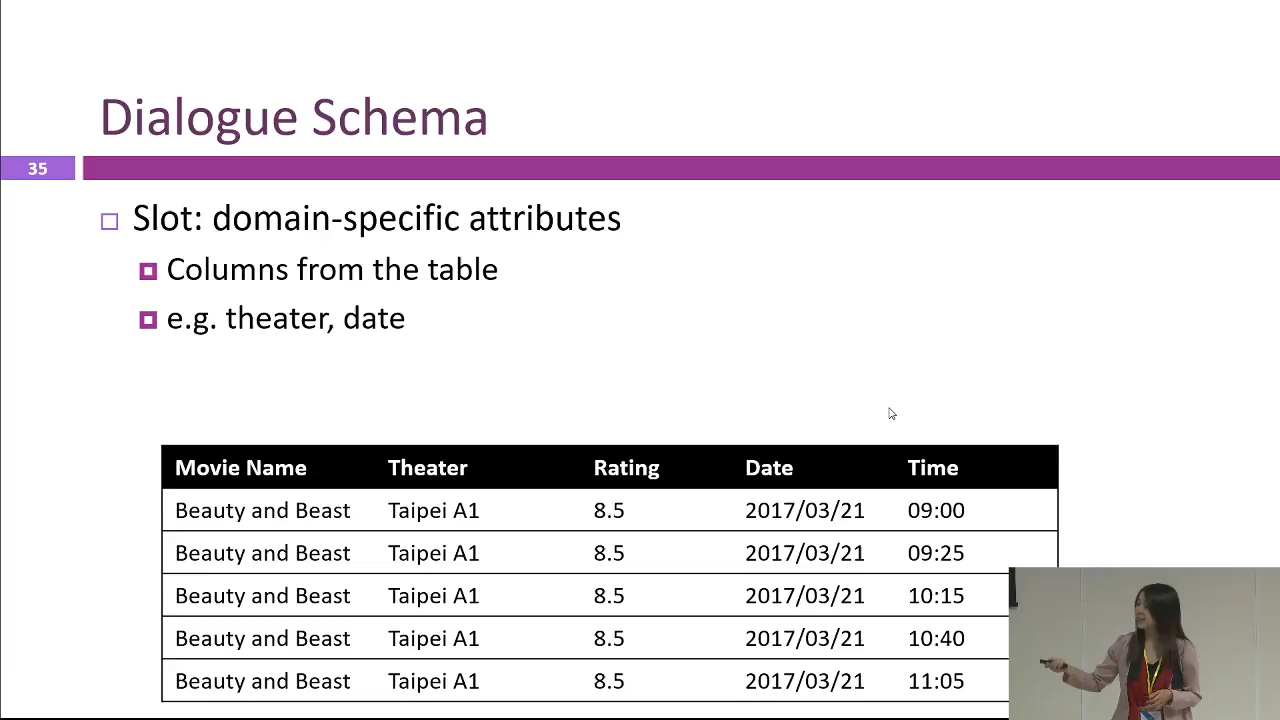 Dialogue Schema
35
Slot: domain-specific attributes
Columns from the table
e.g. theater, date
Movie Name Theater Rating Date Time
Beauty and Beast Taipei A1 8.5 2017/03/21 09:00
Beauty and Beast Taipei A1 8.5 2017/03/21 09:25
Beauty and Beast Taipei A1 8.5 2017/03/21 10:15
Beauty and Beast Taipei A1 8.5 2017/03/21 10:40
Beauty and Beast Taipei A1 8.5 2017/03/21 11:05